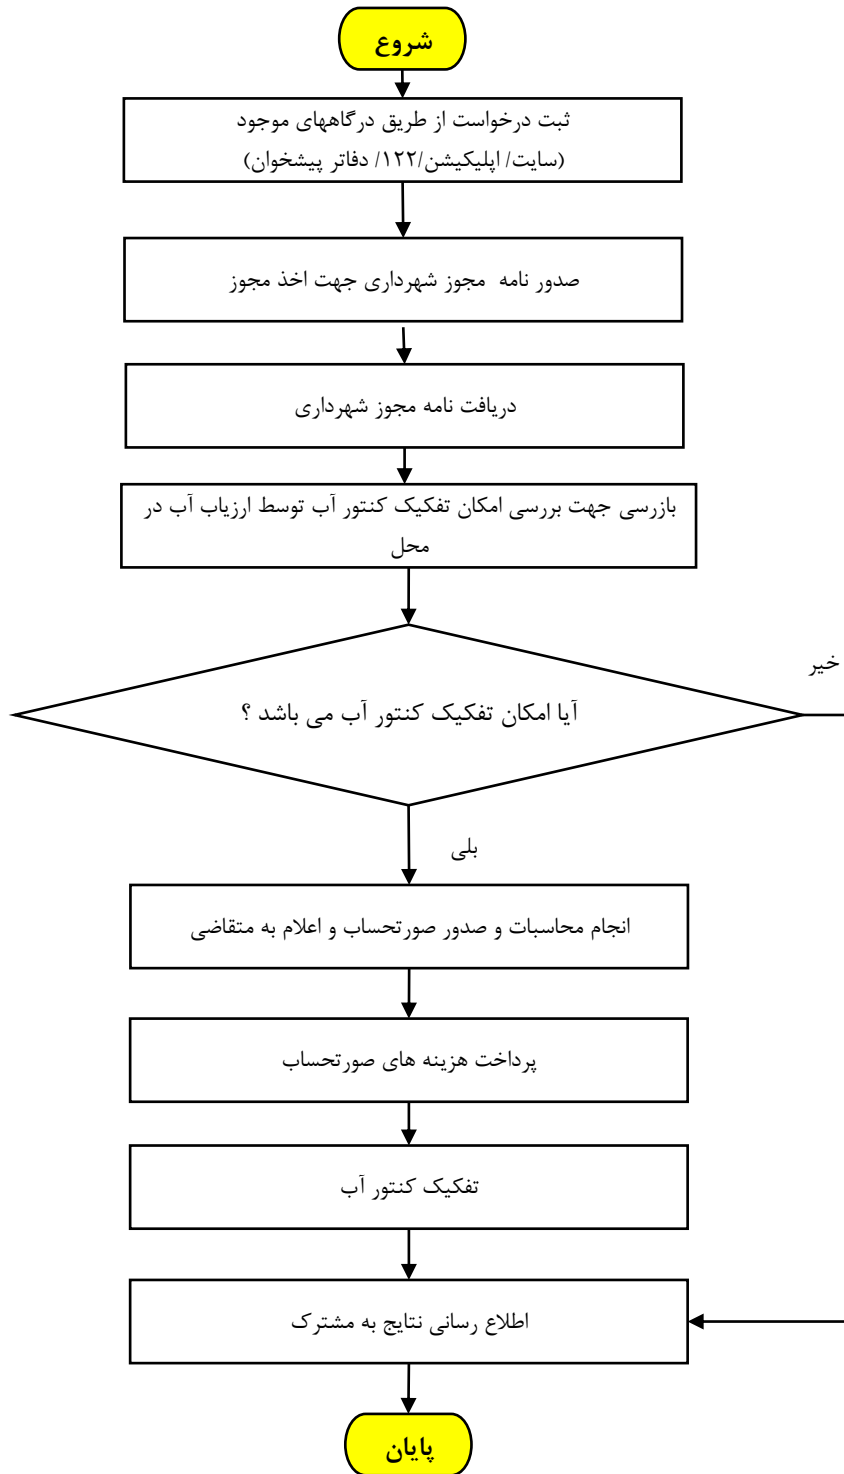 شروع
ثبت درخواست از طریق درگاههای موجود
(سایت/ اپلیکیشن/۱۲۲/ دفاتر پیشخوان)
صدور نامه مجوز شهرداری جهت اخذ مجوز
دریافت نامه مجوز شهرداری
بازرسی جهت بررسی امکان تفکیک کنتور آب توسط ارزیاب آب در
محل
خیر
آیا امکان تفکیک کنتور آب می باشد ؟
بلی
انجام محاسبات و صدور صورتحساب و اعلام به متقاضی
پرداخت هزینه های صورتحساب
تفکیک کنتور آب
اطلاع رسانی نتایج به مشترک
پایان